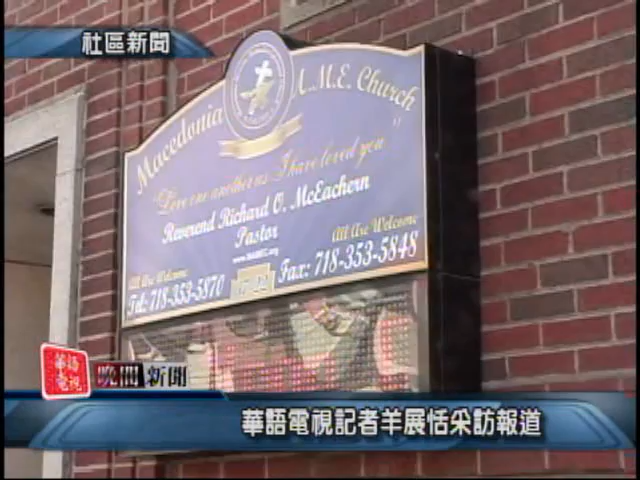 社區新聞
Macedonia A.M.E. Church
"Love one another as I have loved you"
Reverend Richard O. McEachern
Pastor
All Are Welcome
All Are Welcome
Tel: 718-353-5870
Fax: 718-353-5848
華語電視
晚間新聞
華語電視記者羊展恬采訪報道